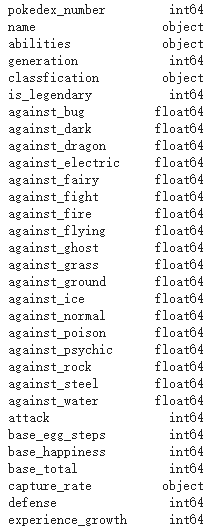 pokedex_number int64
name object
abilities object
generation int64
classfication object
is_legendary int64
against_bug float64
against_dark float64
against_dragon float64
against_electric float64
against_fairy float64
against_fight float64
against_fire float64
against_flying float64
against_ghost float64
against_grass float64
against_ground float64
against_ice float64
against_normal float64
against_poison float64
against_psychic float64
against_rock float64
against_steel float64
against_water float64
attack int64
base_egg_steps int64
base_happiness int64
base_total int64
capture_rate object
defense int64
experience_growth int64